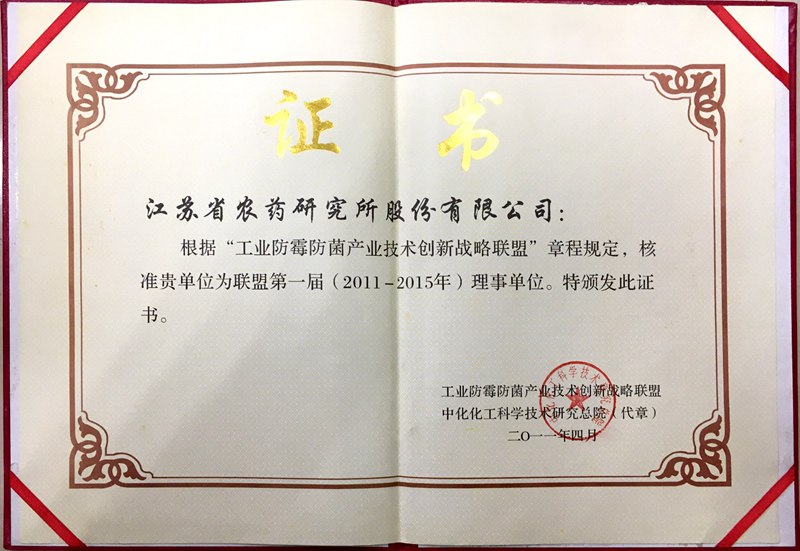 证书
江苏省农药研究所股份有限公司：
根据“工业防霉防菌产业技术创新战略联盟”章程规定，核
准贵单位为联盟第一届（2011-2015年）理事单位。特颁发此证
书。
工业防霉防菌产业技术创新战略联盟
中化化工科学技术研究总院（代章）
二〇一一年四月